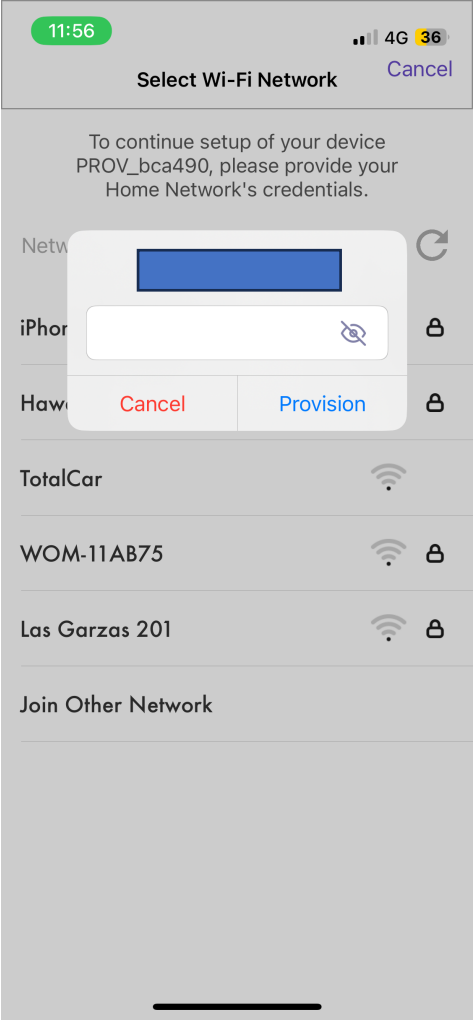 11:56
4G 36
Cancel
Select Wi-Fi Network
To continue setup of your device
PROV_bca490, please provide your
Home Network's credentials.
Cancel
Provision
TotalCar
WOM-11AB75
Las Garzas 201
Join Other Network